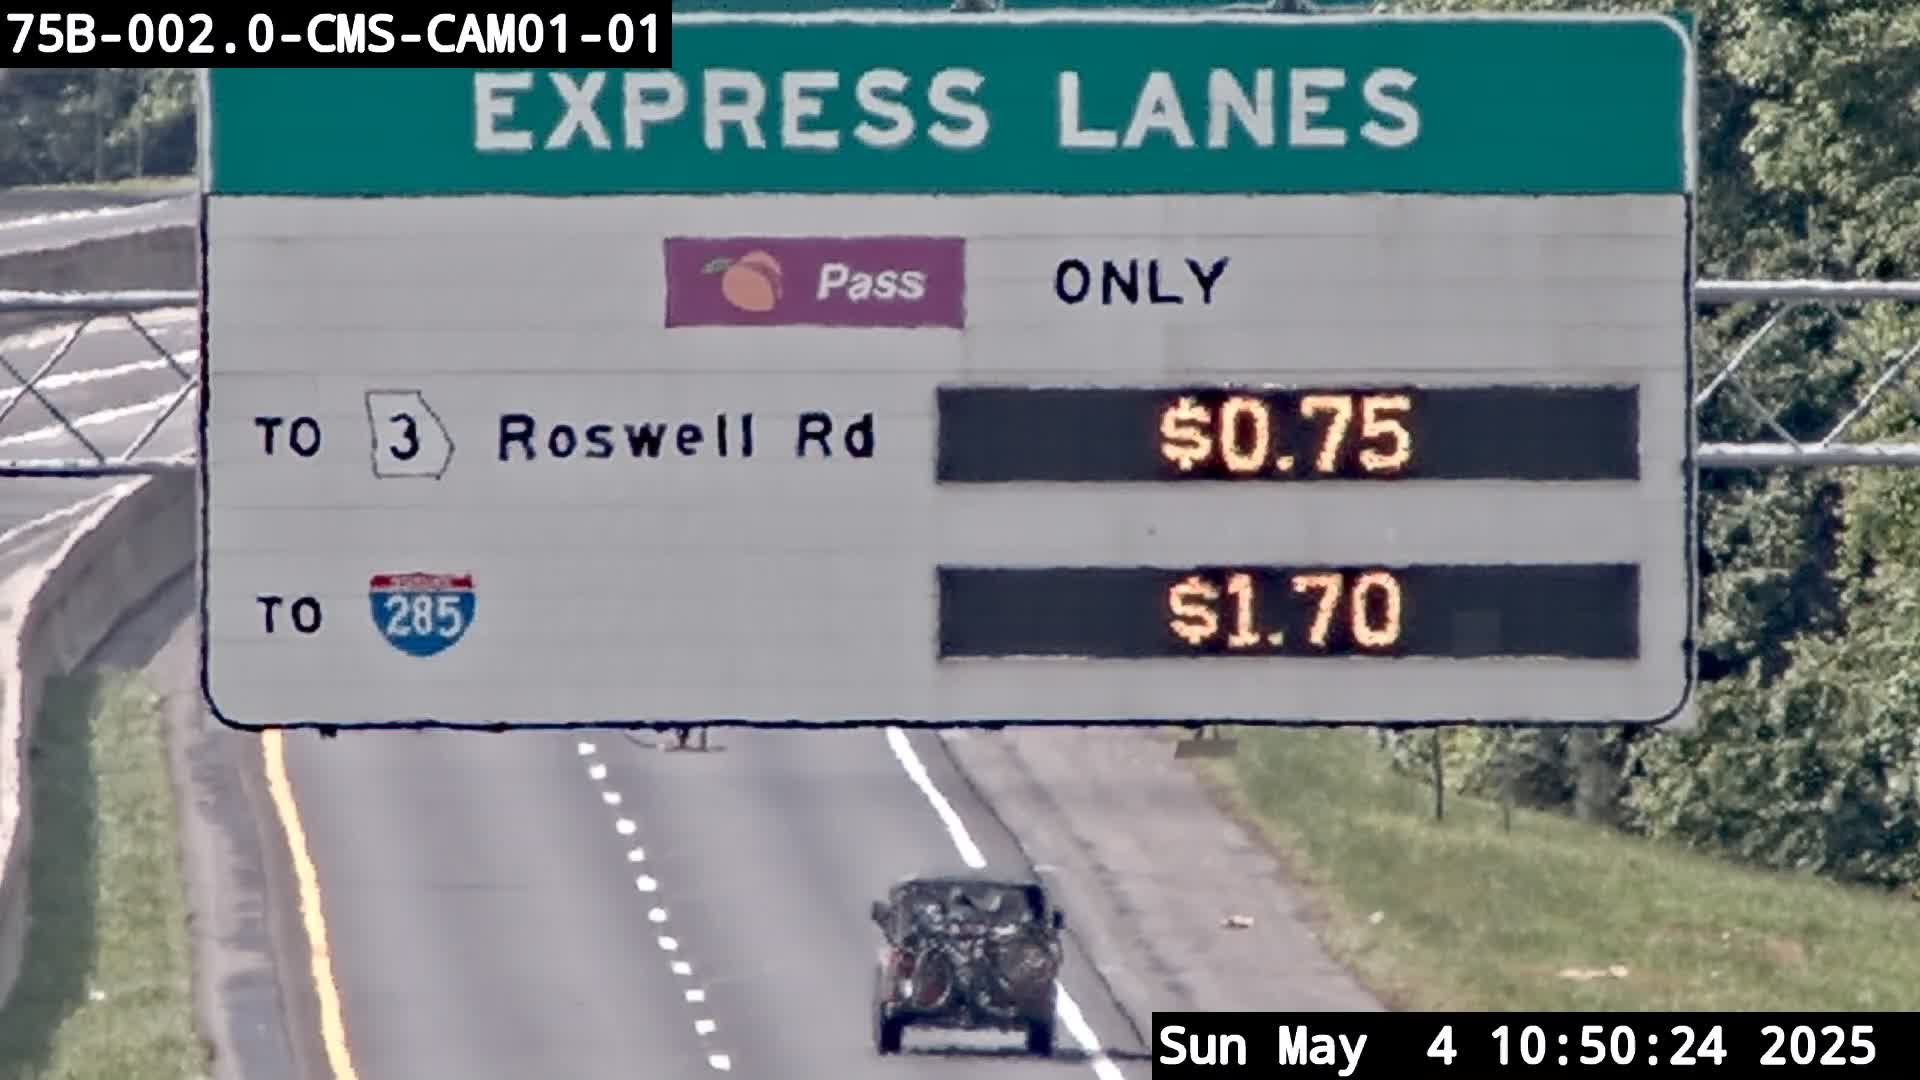 75B-002.0-CMS-CAM01-01
EXPRESS LANES
Pass ONLY
TO 3 Roswell Rd $0.75
TO 285 $1.70
Sun May 4 10:50:24 2025